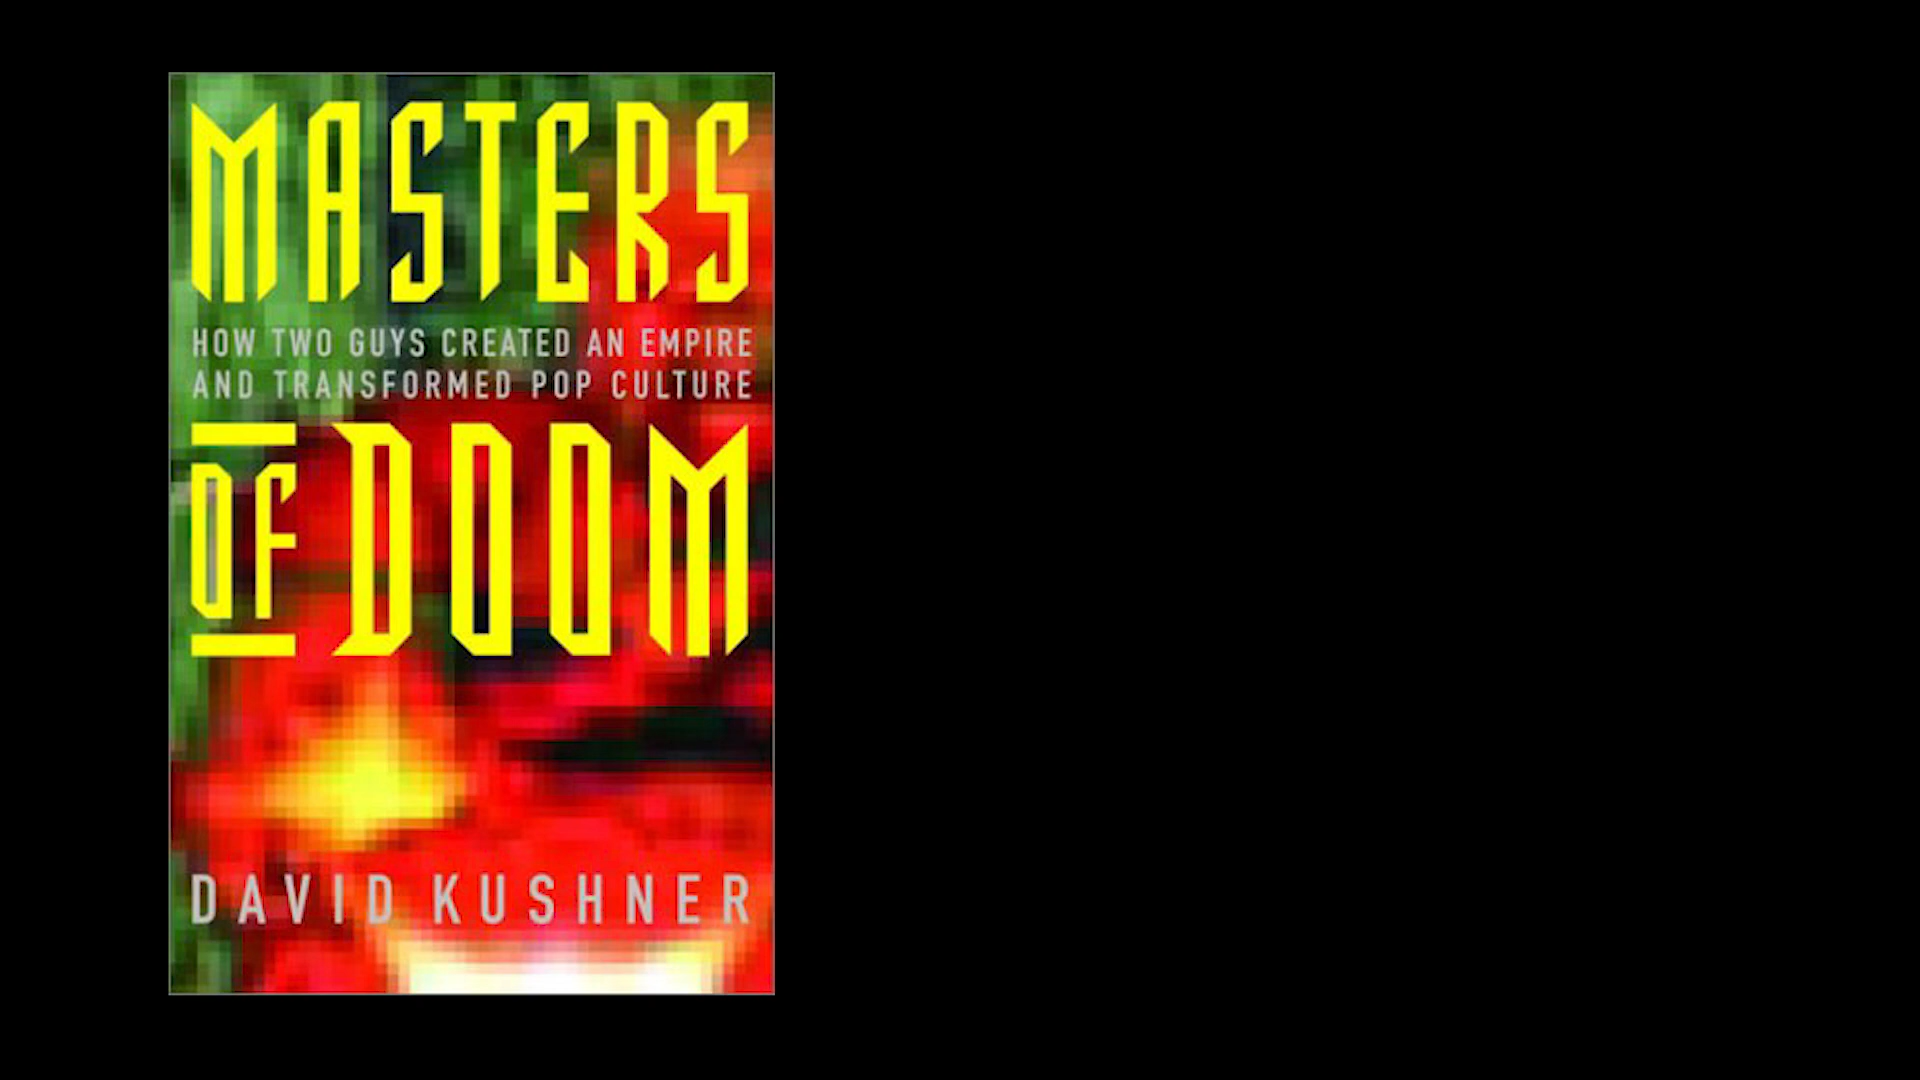 MASTERS
HOW TWO GUYS CREATED AN EMPIRE
AND TRANSFORMED POP CULTURE
OF DOOM
DAVID KUSHNER